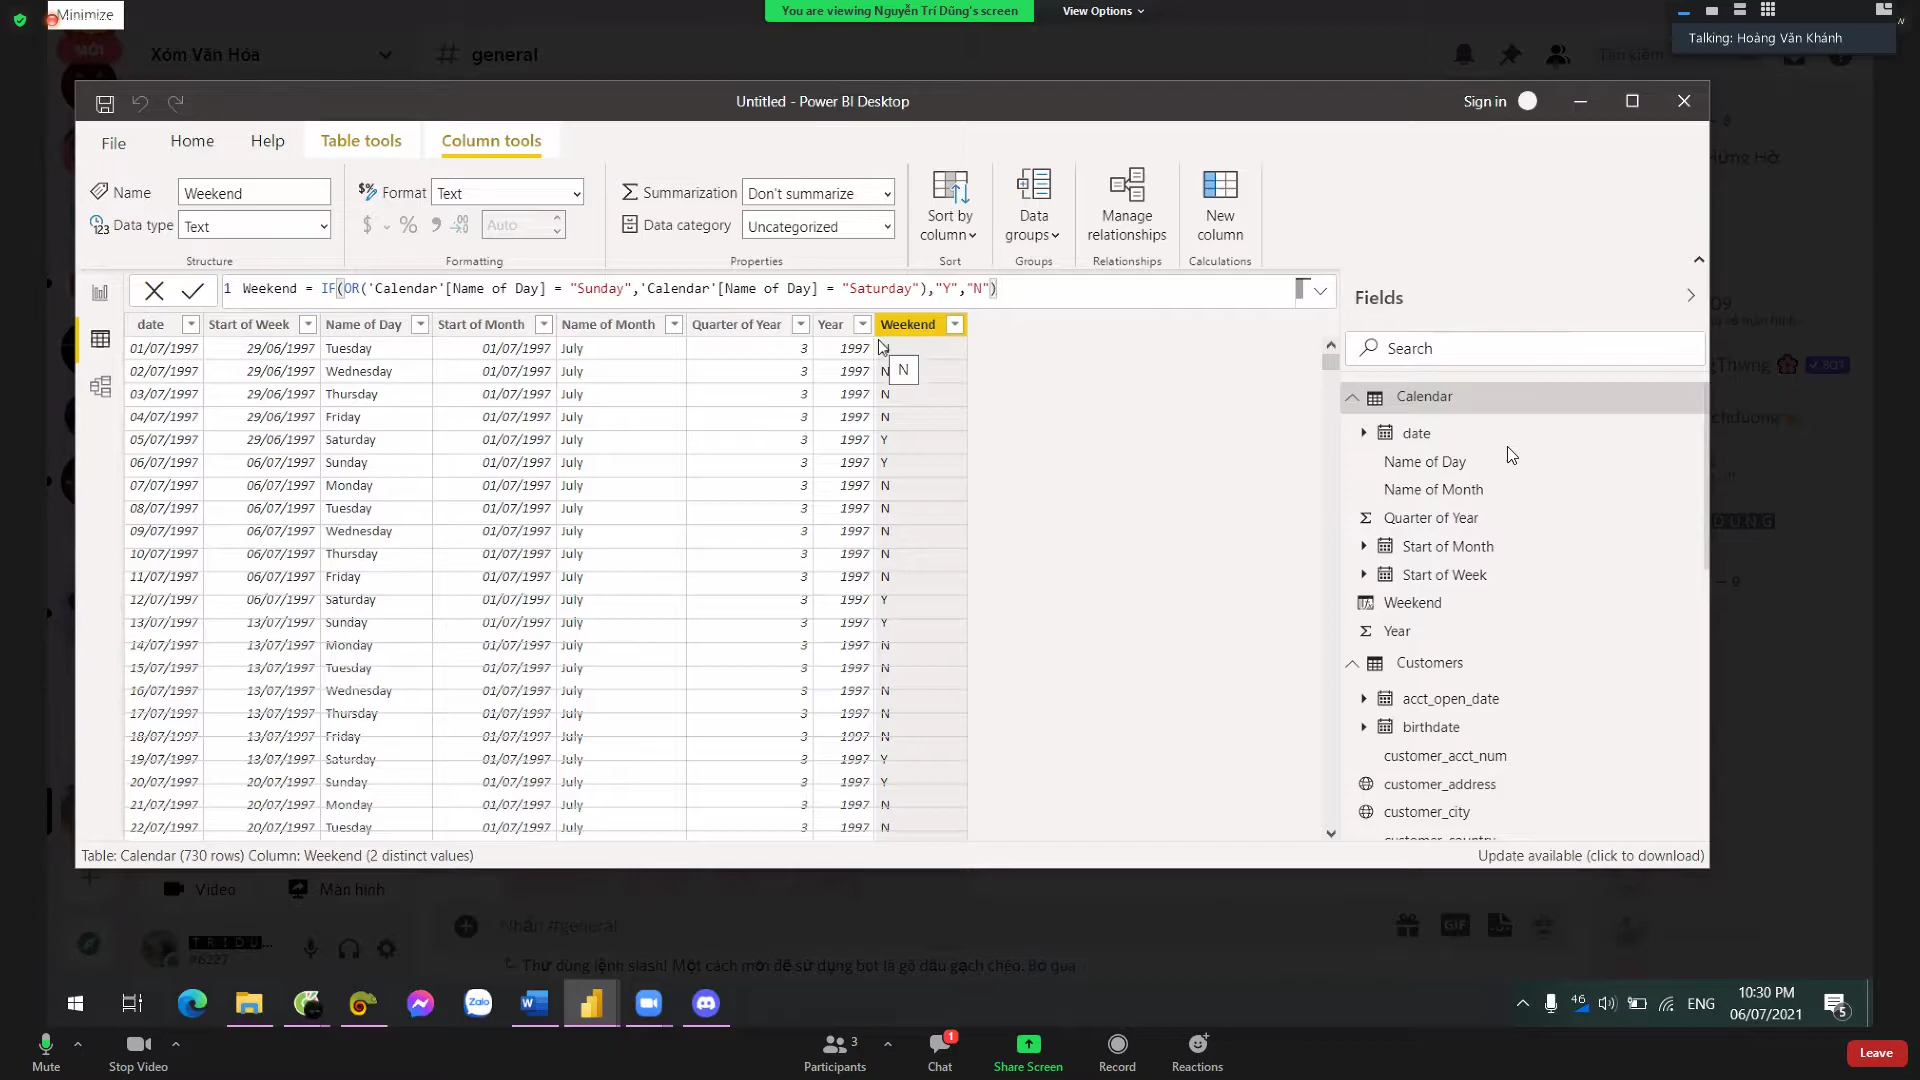 Minimize
You are viewing Nguyễn Trí Dũng's screen
View Options
Talking: Hoàng Văn Khánh
MỚI
Xóm Văn Hóa
# general
Tìm kiếm
Untitled - Power BI Desktop
Sign in
File
Home
Help
Table tools
Column tools
Name
Weekend
Format
Text
Summarization
Don't summarize
Data type
Text
$ % 9
Auto
Data category
Uncategorized
Sort by column
Data groups
Manage relationships
New column
Structure
Formatting
Properties
Sort
Groups
Relationships
Calculations
1 Weekend = IF(OR('Calendar'[Name of Day] = "Sunday",'Calendar'[Name of Day] = "Saturday"),"Y","N")
date Start of Week Name of Day Start of Month Name of Month Quarter of Year Year Weekend
01/07/1997 29/06/1997 Tuesday 01/07/1997 July 3 1997 N
N
02/07/1997 29/06/1997 Wednesday 01/07/1997 July 3 1997 N
03/07/1997 29/06/1997 Thursday 01/07/1997 July 3 1997 N
04/07/1997 29/06/1997 Friday 01/07/1997 July 3 1997 N
05/07/1997 29/06/1997 Saturday 01/07/1997 July 3 1997 Y
06/07/1997 06/07/1997 Sunday 01/07/1997 July 3 1997 Y
07/07/1997 06/07/1997 Monday 01/07/1997 July 3 1997 N
08/07/1997 06/07/1997 Tuesday 01/07/1997 July 3 1997 N
09/07/1997 06/07/1997 Wednesday 01/07/1997 July 3 1997 N
10/07/1997 06/07/1997 Thursday 01/07/1997 July 3 1997 N
11/07/1997 06/07/1997 Friday 01/07/1997 July 3 1997 N
12/07/1997 06/07/1997 Saturday 01/07/1997 July 3 1997 Y
13/07/1997 13/07/1997 Sunday 01/07/1997 July 3 1997 Y
14/07/1997 13/07/1997 Monday 01/07/1997 July 3 1997 N
15/07/1997 13/07/1997 Tuesday 01/07/1997 July 3 1997 N
16/07/1997 13/07/1997 Wednesday 01/07/1997 July 3 1997 N
17/07/1997 13/07/1997 Thursday 01/07/1997 July 3 1997 N
18/07/1997 13/07/1997 Friday 01/07/1997 July 3 1997 N
19/07/1997 13/07/1997 Saturday 01/07/1997 July 3 1997 Y
20/07/1997 20/07/1997 Sunday 01/07/1997 July 3 1997 Y
21/07/1997 20/07/1997 Monday 01/07/1997 July 3 1997 N
22/07/1997 20/07/1997 Tuesday 01/07/1997 July 3 1997 N
Fields
Search
Calendar
date
Name of Day
Name of Month
Quarter of Year
Start of Month
Start of Week
Weekend
Year
Customers
acct_open_date
birthdate
customer_acct_num
customer_address
customer_city
customer_country
Table: Calendar (730 rows) Column: Weekend (2 distinct values)
Update available (click to download)
Video
Màn hình
T R I D U...
#6227
Nhắn #general
GIF
Thử dùng lệnh slash! Một cách mới để sử dụng bot là gõ dấu gạch chéo. Bỏ qua
Zalo
46
ENG
10:30 PM
06/07/2021
5
Mute
Stop Video
Participants 3
Chat 1
Share Screen
Record
Reactions
Leave